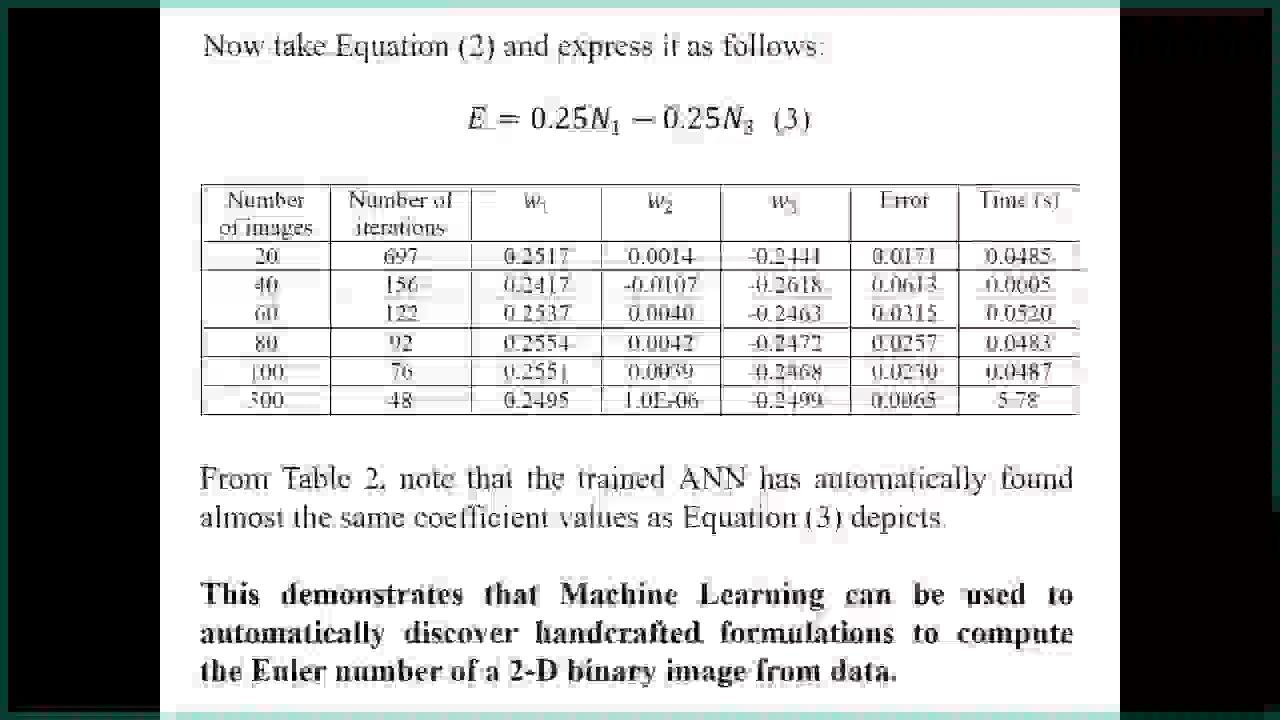 Now take Equation (2) and express it as follows:
E = 0.25N₁ − 0.25N₃ (3)
Number of images Number of iterations w₁ w₂ w₃ Error Time (s)
20 697 0.2517 0.0014 -0.2444 0.0171 0.0485
40 156 0.2417 -0.0107 -0.2618 0.0613 0.0605
60 122 0.2537 0.0040 -0.2463 0.0315 0.0520
80 92 0.2554 0.0042 -0.2472 0.0257 0.0483
100 76 0.2551 0.0039 -0.2468 0.0230 0.0487
500 48 0.2495 1.0E-06 -0.2499 0.0065 5.78
From Table 2, note that the trained ANN has automatically found
almost the same coefficient values as Equation (3) depicts.
This demonstrates that Machine Learning can be used to
automatically discover handcrafted formulations to compute
the Euler number of a 2-D binary image from data.